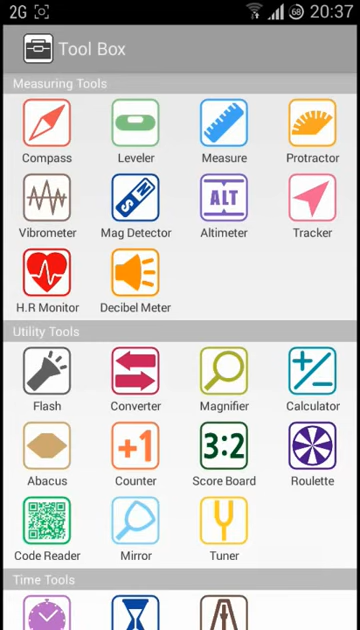 2G 68 20:37
Tool Box
Measuring Tools
Compass Leveler Measure Protractor
N S ALT
Vibrometer Mag Detector Altimeter Tracker
H.R Monitor Decibel Meter
Utility Tools
Flash Converter Magnifier Calculator
+1 3:2
Abacus Counter Score Board Roulette
Code Reader Mirror Tuner
Time Tools